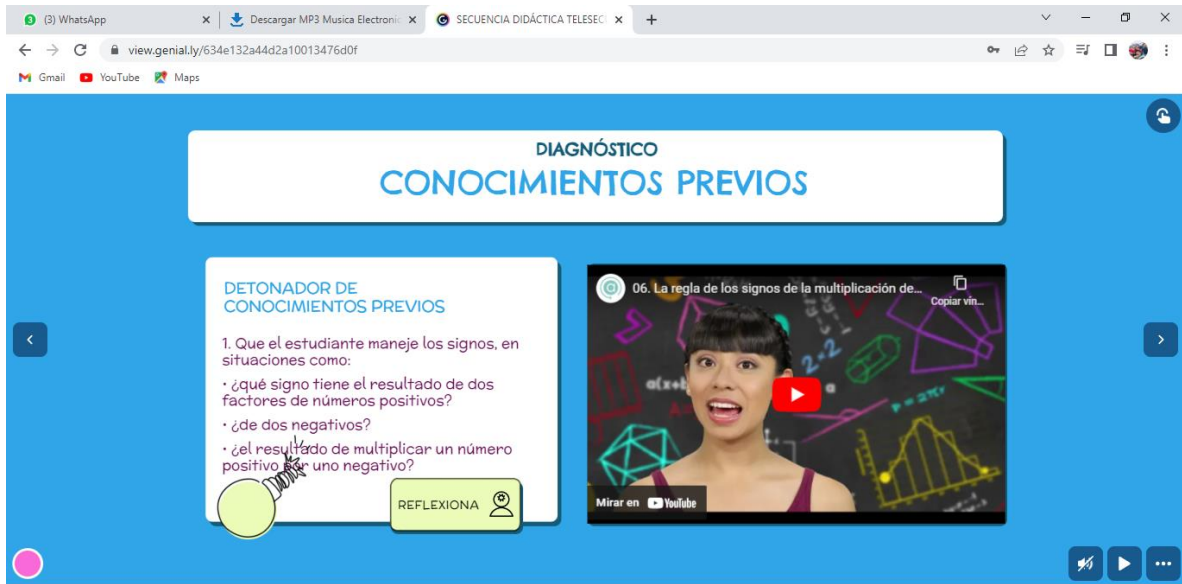 (3) WhatsApp
Descargar MP3 Musica Electronic
SECUENCIA DIDÁCTICA TELESEC
view.genial.ly/634e132a44d2a10013476d0f
Gmail
YouTube
Maps
DIAGNÓSTICO
CONOCIMIENTOS PREVIOS
DETONADOR DE
CONOCIMIENTOS PREVIOS
1. Que el estudiante maneje los signos, en
situaciones como:
· ¿qué signo tiene el resultado de dos
factores de números positivos?
· ¿de dos negativos?
· ¿el resultado de multiplicar un número
positivo por uno negativo?
REFLEXIONA
06. La regla de los signos de la multiplicación de...
Copiar vín...
2×2
a(x+b
a
P = 2πr
Mirar en YouTube